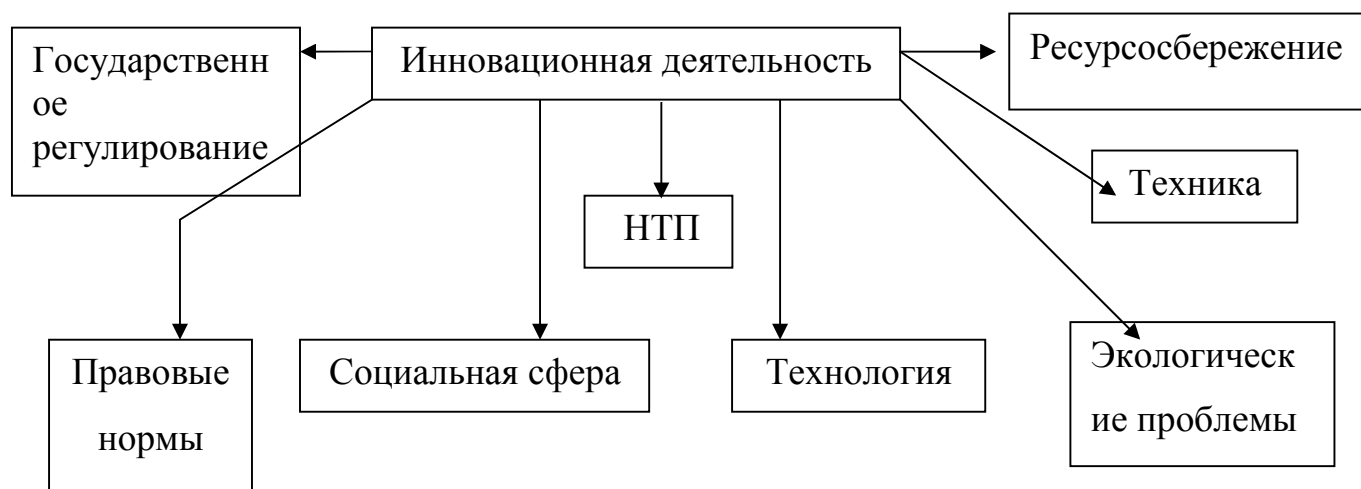 Государственн
ое
регулирование
Инновационная деятельность
Ресурсосбережение
Техника
НТП
Правовые
нормы
Социальная сфера
Технология
Экологическ
ие проблемы